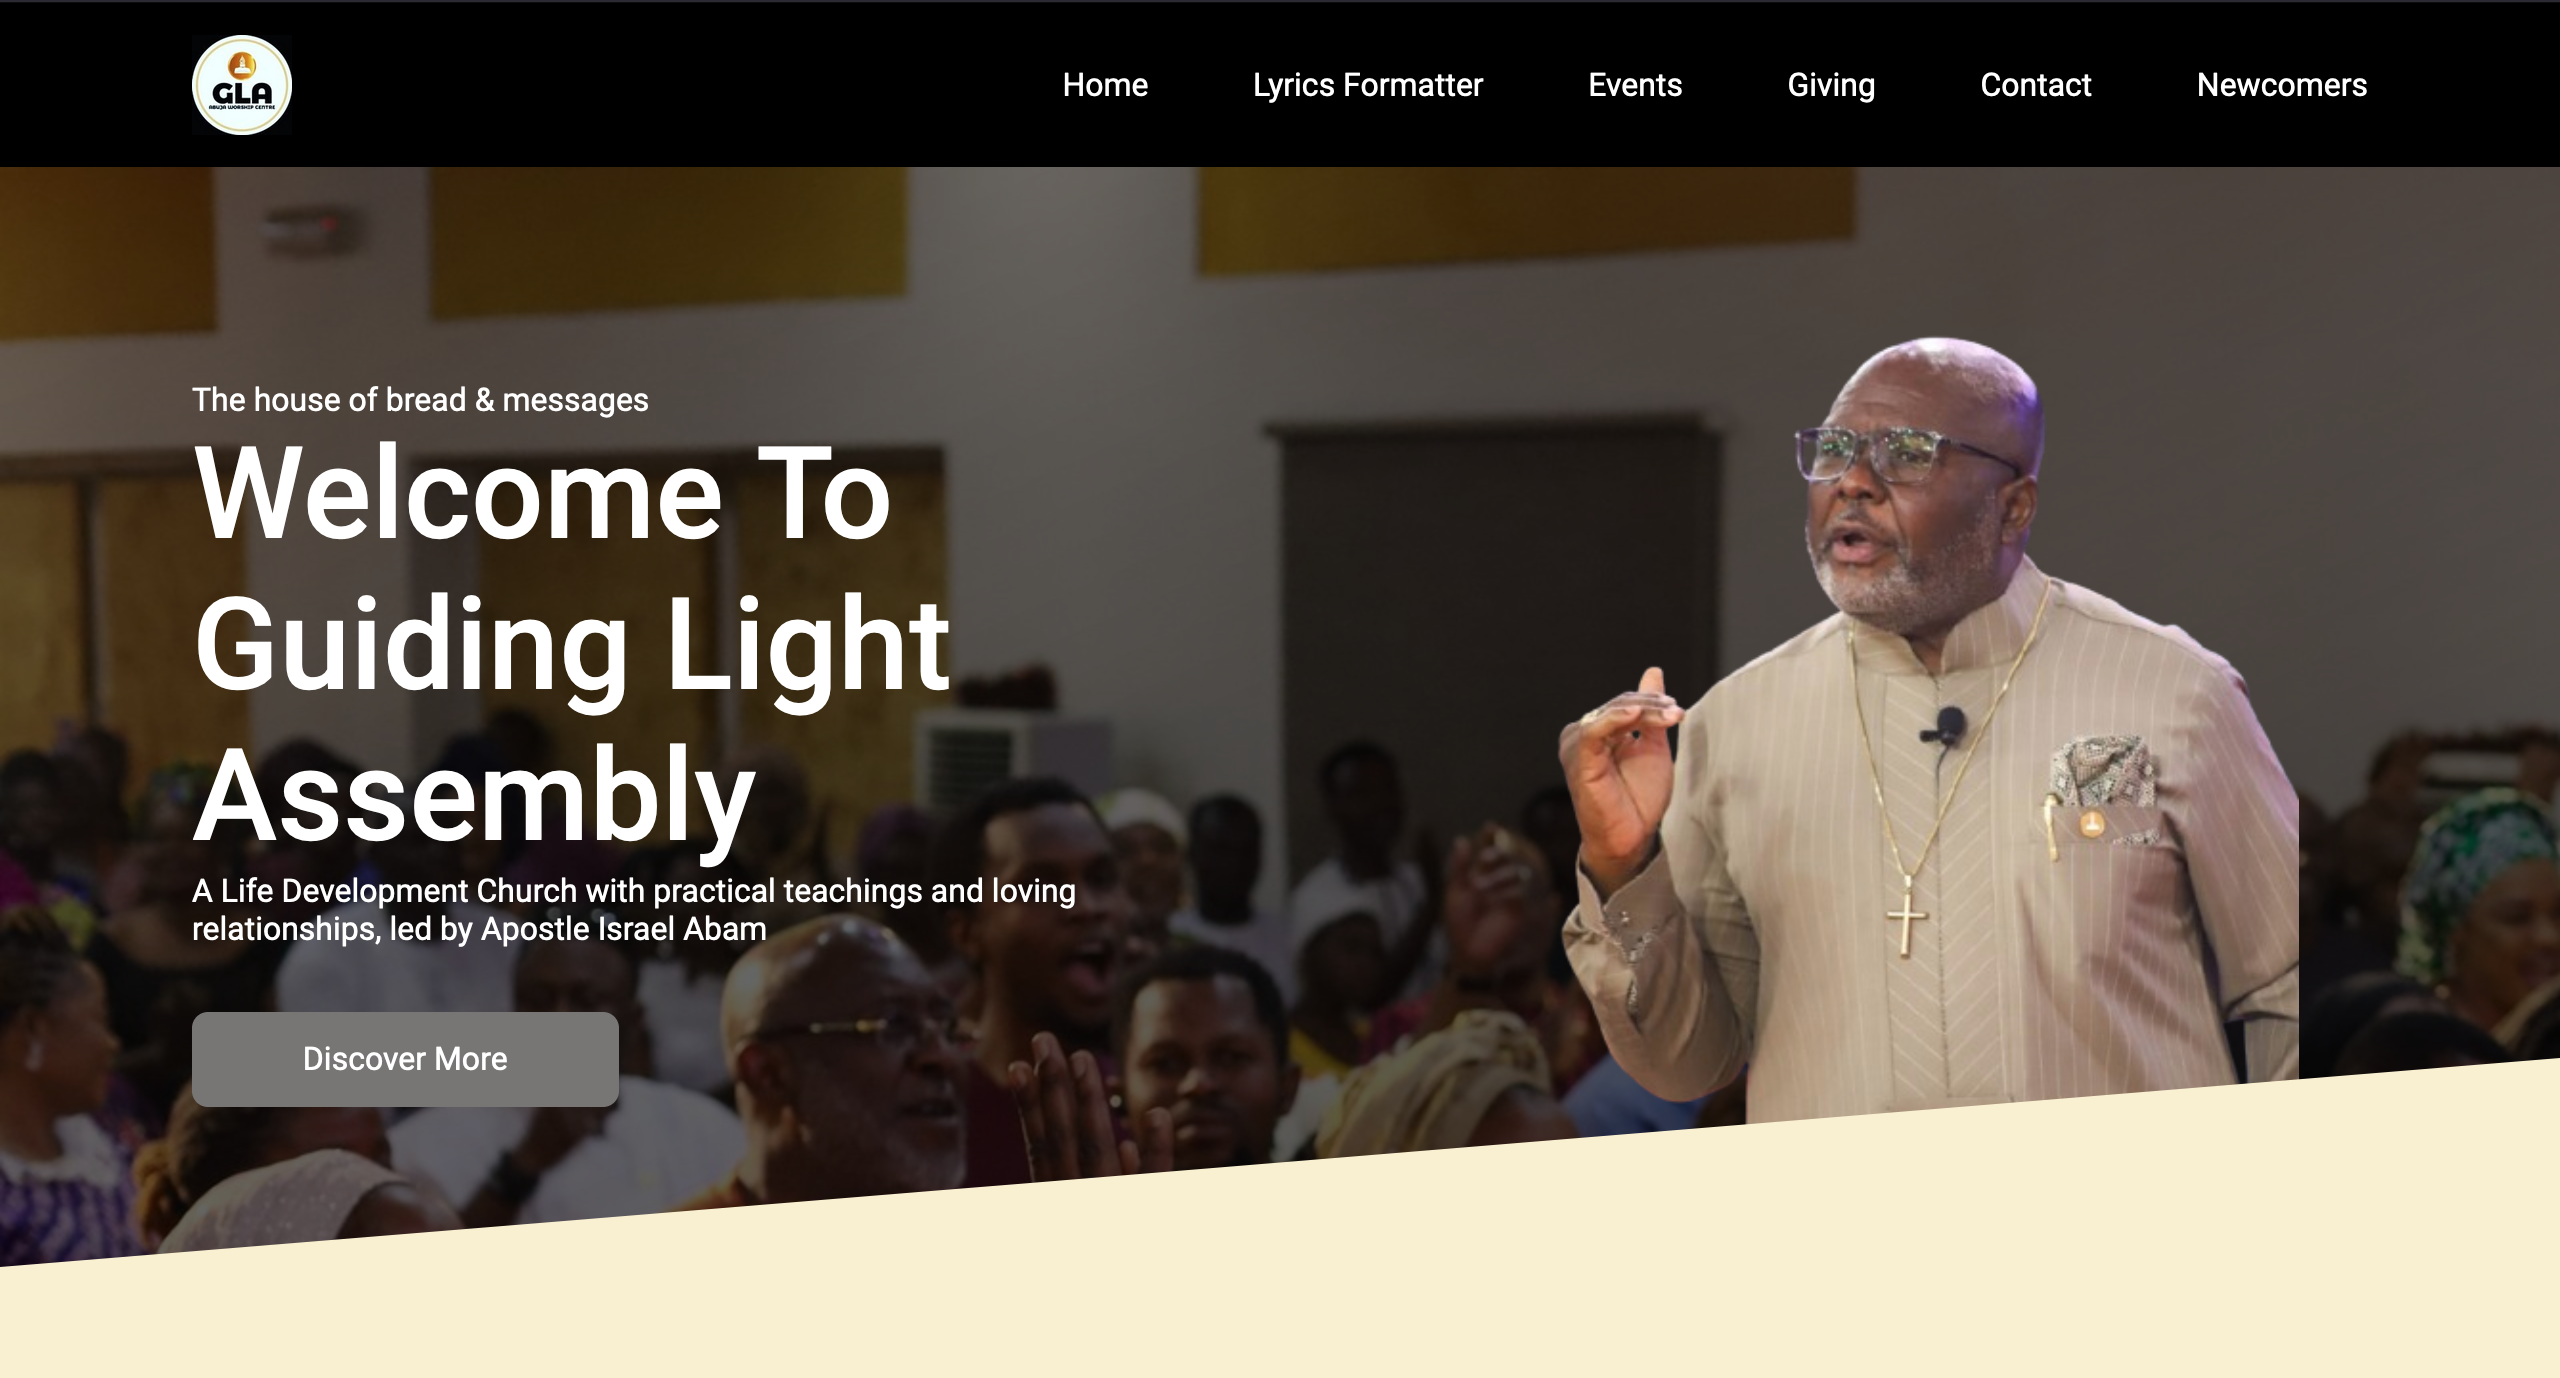 GLA
ABUJA WORSHIP CENTRE
Home Lyrics Formatter Events Giving Contact Newcomers
The house of bread & messages
Welcome To
Guiding Light
Assembly
A Life Development Church with practical teachings and loving
relationships, led by Apostle Israel Abam
Discover More